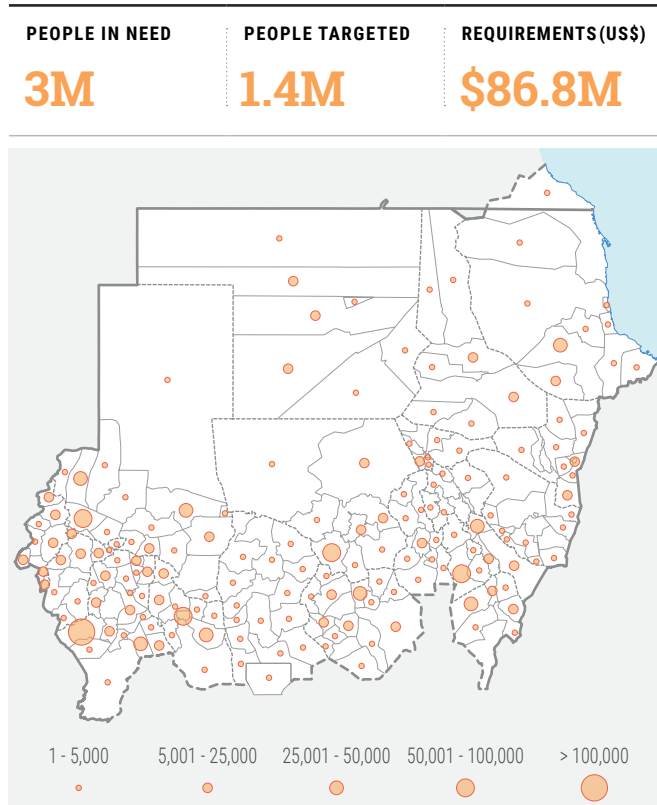 PEOPLE IN NEED PEOPLE TARGETED REQUIREMENTS(US$)
3M 1.4M $86.8M
1 - 5,000 5,001 - 25,000 25,001 - 50,000 50,001 - 100,000 > 100,000